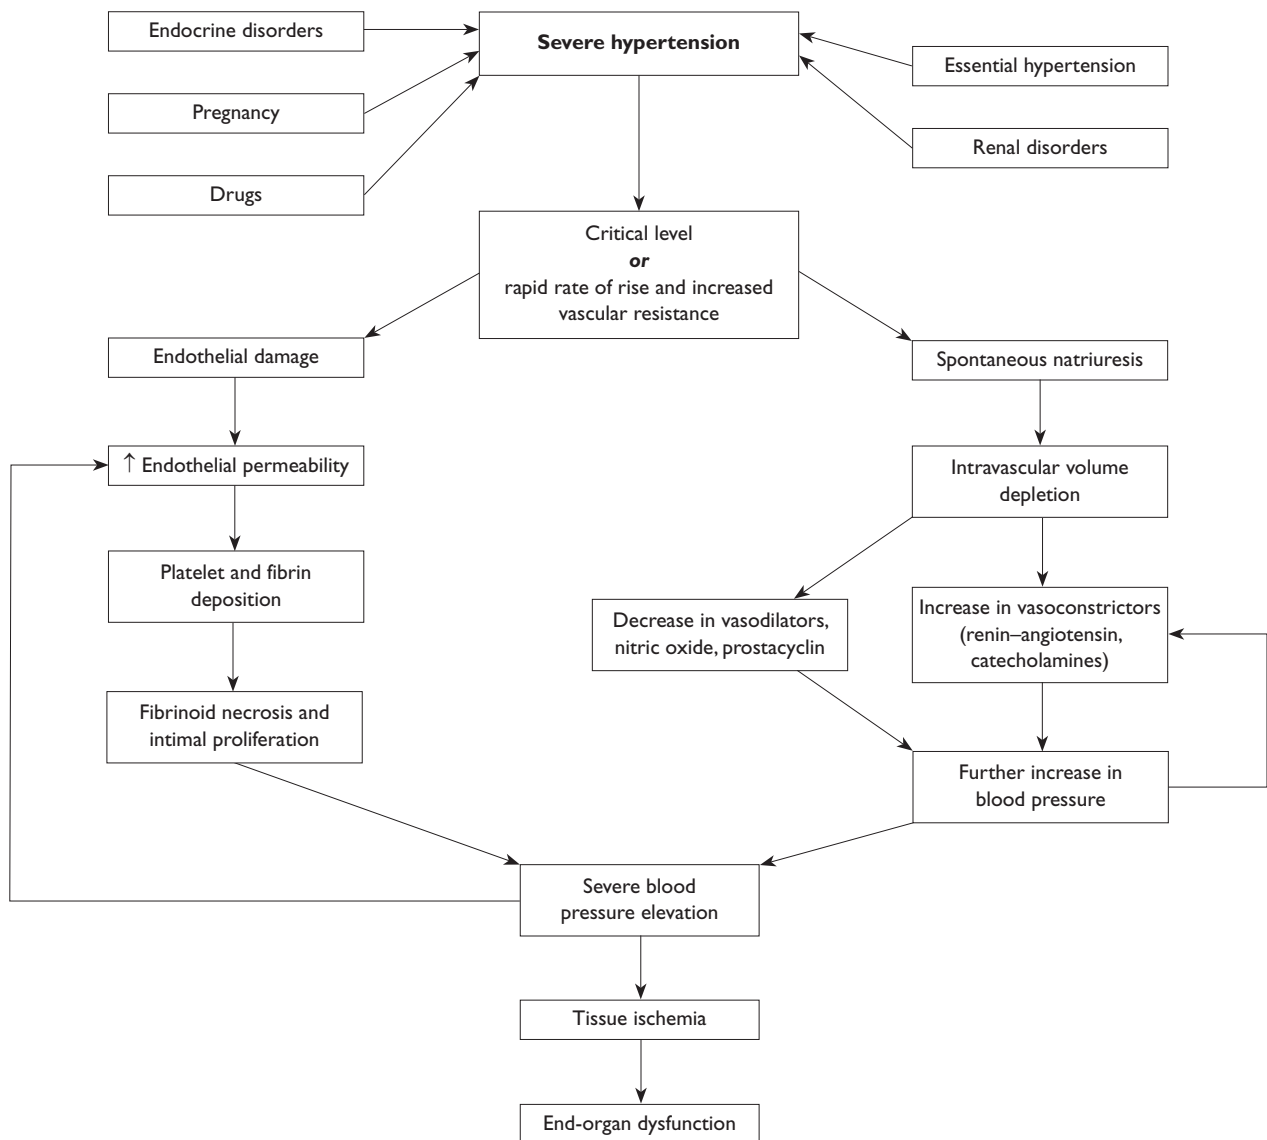 Endocrine disorders
Severe hypertension
Essential hypertension
Pregnancy
Renal disorders
Drugs
Critical level
or
rapid rate of rise and increased
vascular resistance
Endothelial damage
Spontaneous natriuresis
↑ Endothelial permeability
Intravascular volume
depletion
Platelet and fibrin
deposition
Decrease in vasodilators,
nitric oxide, prostacyclin
Increase in vasoconstrictors
(renin–angiotensin,
catecholamines)
Fibrinoid necrosis and
intimal proliferation
Further increase in
blood pressure
Severe blood
pressure elevation
Tissue ischemia
End-organ dysfunction